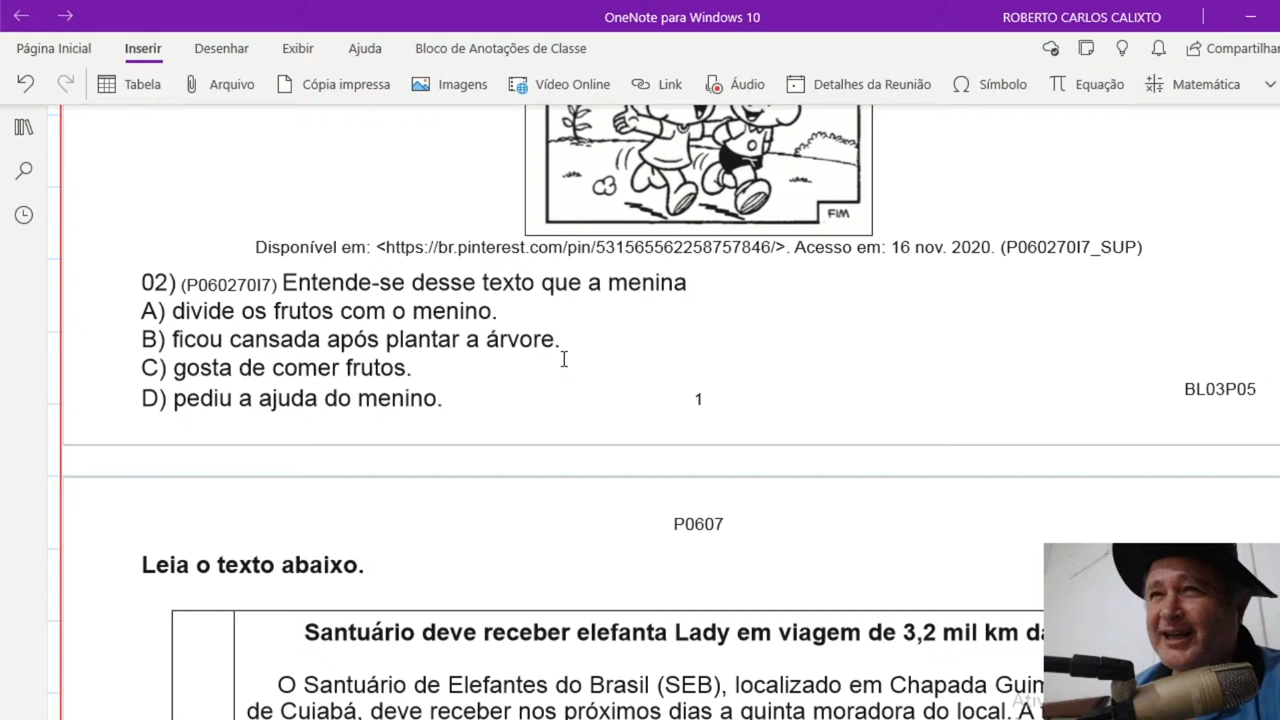 OneNote para Windows 10
ROBERTO CARLOS CALIXTO
Página Inicial Inserir Desenhar Exibir Ajuda Bloco de Anotações de Classe Compartilhar
Tabela Arquivo Cópia impressa Imagens Vídeo Online Link Áudio Detalhes da Reunião Símbolo Equação Matemática
FIM
Disponível em: <https://br.pinterest.com/pin/531565562258757846/>. Acesso em: 16 nov. 2020. (P060270I7_SUP)
02) (P060270I7) Entende-se desse texto que a menina
A) divide os frutos com o menino.
B) ficou cansada após plantar a árvore.
C) gosta de comer frutos.
D) pediu a ajuda do menino.
1
BL03P05
P0607
Leia o texto abaixo.
Santuário deve receber elefanta Lady em viagem de 3,2 mil km
O Santuário de Elefantes do Brasil (SEB), localizado em Chapada
de Cuiabá, deve receber nos próximos dias a quinta moradora do local. A